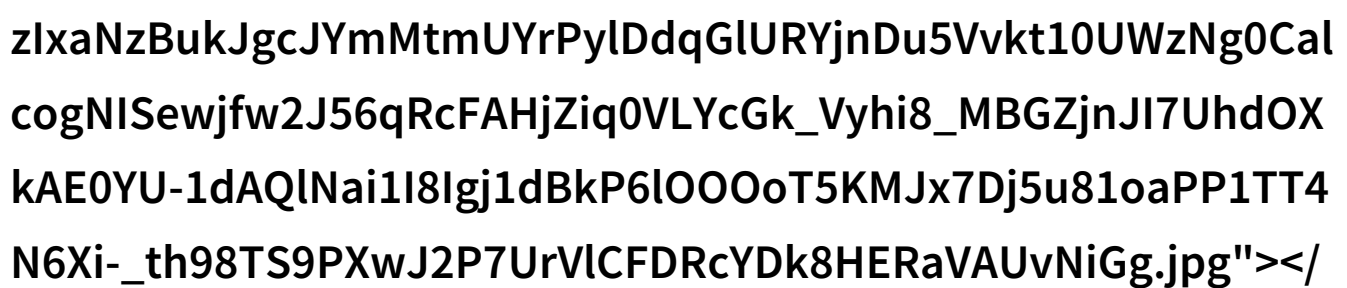 zIxaNzBukJgcJYmMtmUYrPylDdqGlURYjnDu5Vvkt10UWzNg0Cal
cogNISewjfw2J56qRcFAHjZiq0VLYcGk_Vyhi8_MBGZjnJI7UhdOX
kAE0YU-1dAQlNai1I8Igj1dBkP6lOOOoT5KMJx7Dj5u81oaPP1TT4
N6Xi-_th98TS9PXwJ2P7UrVlCFDRcYDk8HERaVAUvNiGg.jpg"></